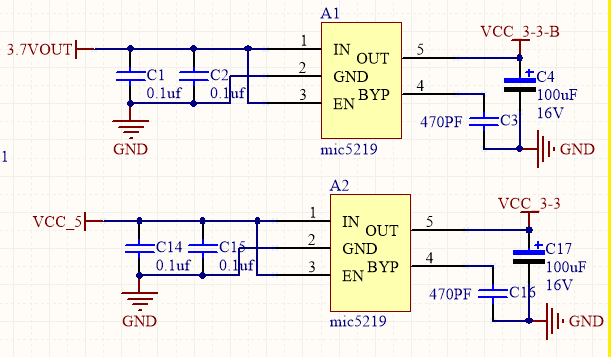 A1
VCC_3-3-B
3.7VOUT
1 IN OUT 5
2 GND
3 EN BYP 4
C1 0.1uf
C2 0.1uf
C4 100uF 16V
470PF C3
GND
GND
mic5219
1
A2
VCC_3-3
VCC_5
1 IN OUT 5
2 GND
3 EN BYP 4
C14 0.1uf
C15 0.1uf
C17 100uF 16V
470PF C16
GND
GND
mic5219